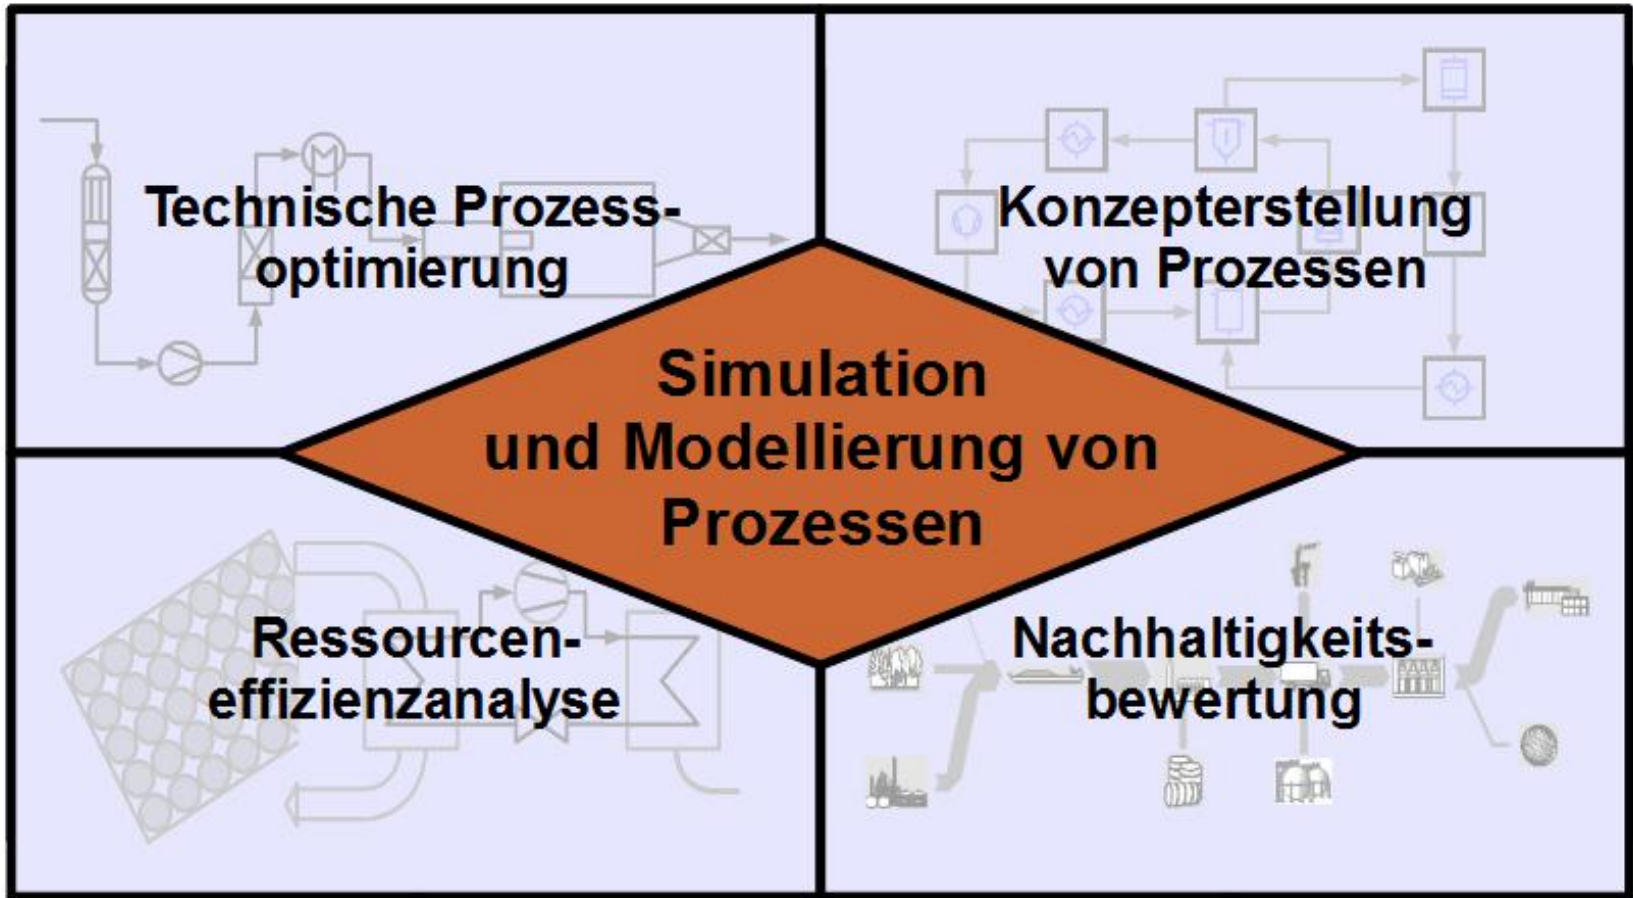 Technische Prozess-
optimierung
Konzepterstellung
von Prozessen
Simulation
und Modellierung von
Prozessen
Ressourcen-
effizienzanalyse
Nachhaltigkeits-
bewertung